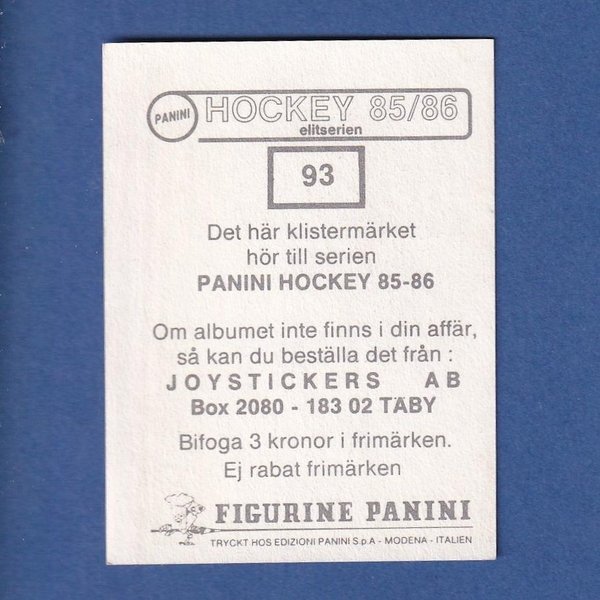 PANINI HOCKEY 85/86
elitserien
93
Det här klistermärket
hör till serien
PANINI HOCKEY 85-86
Om albumet inte finns i din affär,
så kan du beställa det från :
JOYSTICKERS AB
Box 2080 - 183 02 TÄBY
Bifoga 3 kronor i frimärken.
Ej rabat frimärken
FIGURINE PANINI
TRYCKT HOS EDIZIONI PANINI S.p.A - MODENA - ITALIEN